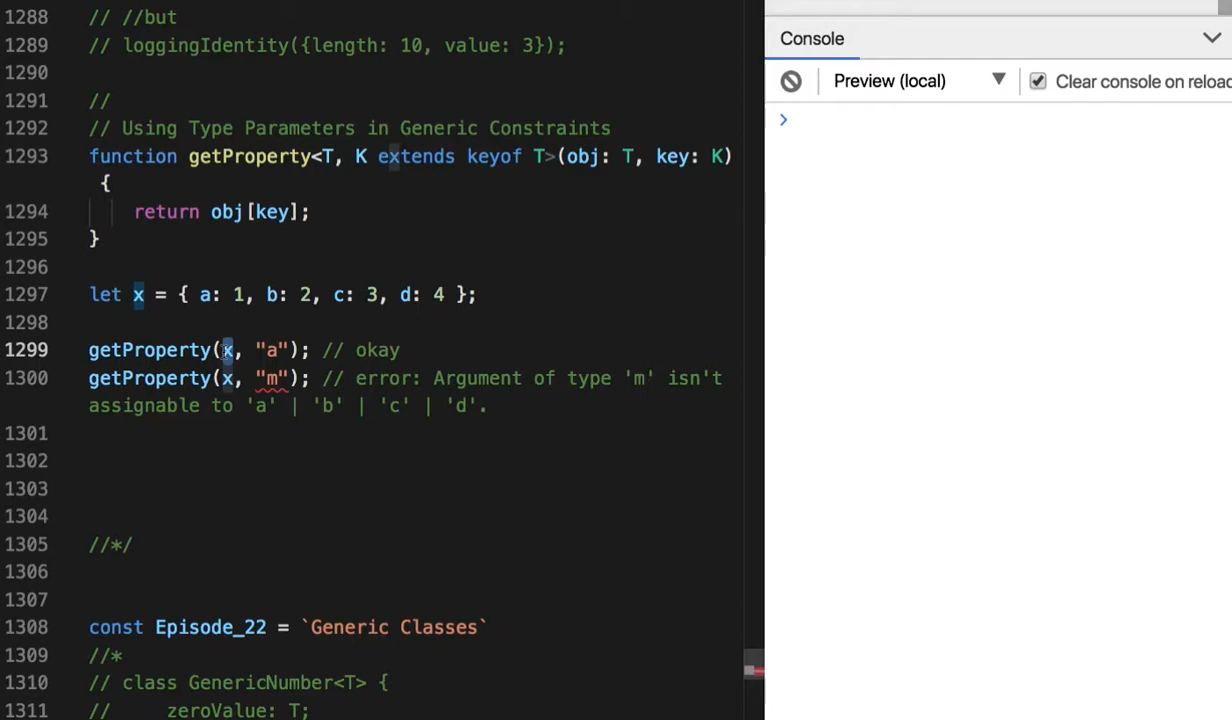 1288 // //but
1289 // loggingIdentity({length: 10, value: 3});
1290
1291 //
1292 // Using Type Parameters in Generic Constraints
1293 function getProperty<T, K extends keyof T>(obj: T, key: K)
{
1294 return obj[key];
1295 }
1296
1297 let x = { a: 1, b: 2, c: 3, d: 4 };
1298
1299 getProperty(x, "a"); // okay
1300 getProperty(x, "m"); // error: Argument of type 'm' isn't
assignable to 'a' | 'b' | 'c' | 'd'.
1301
1302
1303
1304
1305 //*/
1306
1307
1308 const Episode_22 = `Generic Classes`
1309 //*
1310 // class GenericNumber<T> {
1311 // zeroValue: T;
Console
Preview (local) Clear console on reload